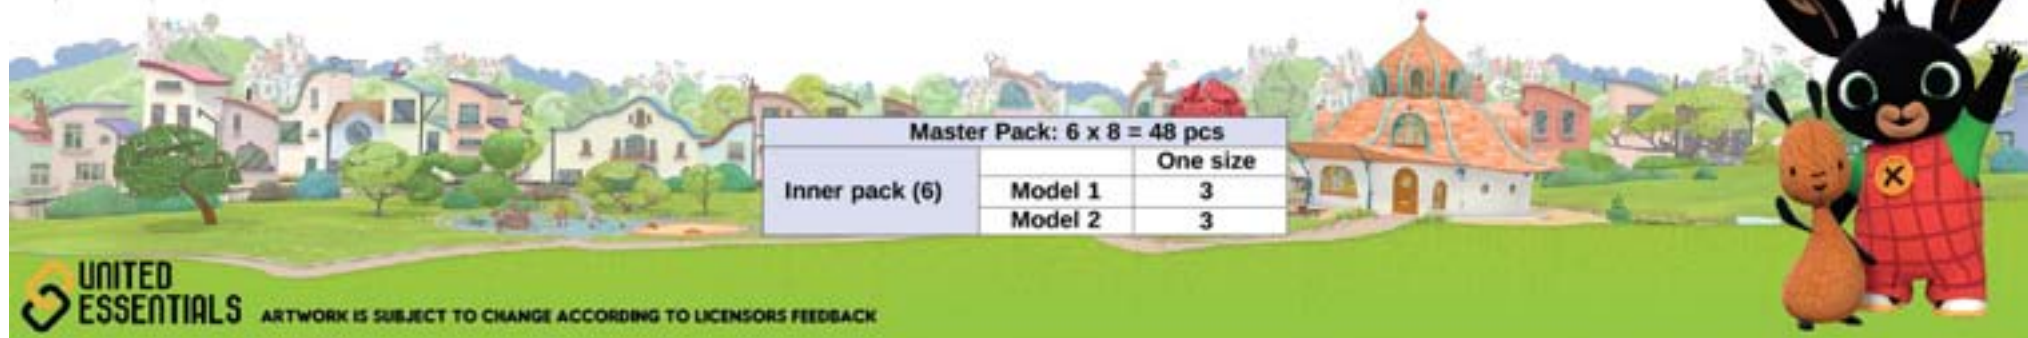 Master Pack: 6 x 8 = 48 pcs
One size
Inner pack (6)
Model 1 3
Model 2 3
UNITED
ESSENTIALS
ARTWORK IS SUBJECT TO CHANGE ACCORDING TO LICENSORS FEEDBACK